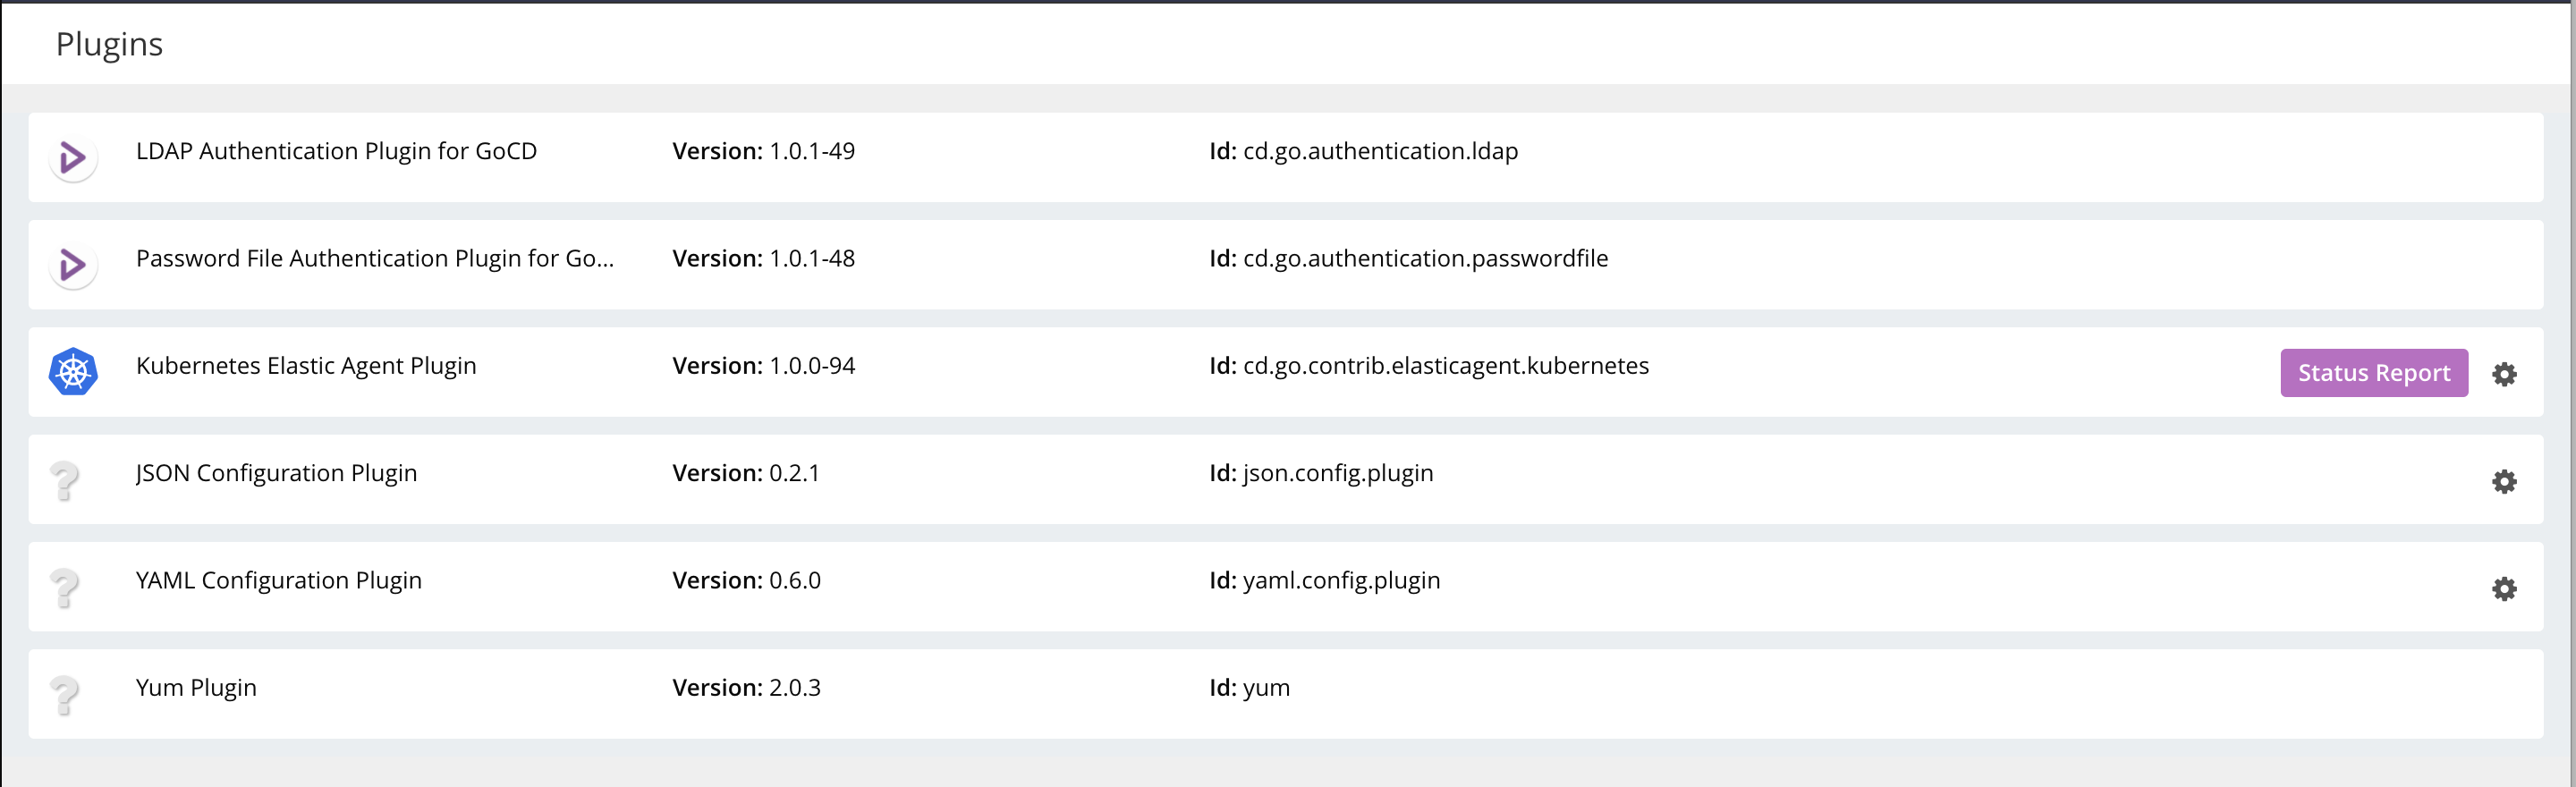 Plugins
LDAP Authentication Plugin for GoCD Version: 1.0.1-49 Id: cd.go.authentication.ldap
Password File Authentication Plugin for Go... Version: 1.0.1-48 Id: cd.go.authentication.passwordfile
Kubernetes Elastic Agent Plugin Version: 1.0.0-94 Id: cd.go.contrib.elasticagent.kubernetes Status Report
? JSON Configuration Plugin Version: 0.2.1 Id: json.config.plugin
? YAML Configuration Plugin Version: 0.6.0 Id: yaml.config.plugin
? Yum Plugin Version: 2.0.3 Id: yum